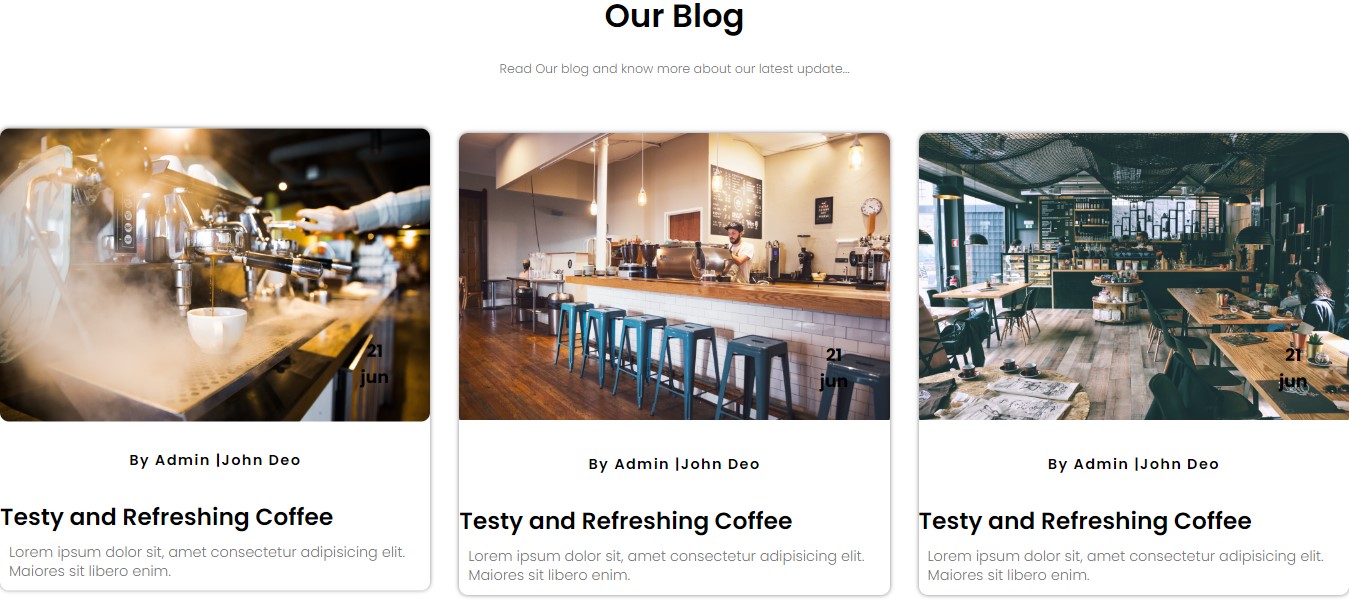 Our Blog
Read Our blog and know more about our latest update...
21
jun
By Admin |John Deo
Testy and Refreshing Coffee
Lorem ipsum dolor sit, amet consectetur adipisicing elit.
Maiores sit libero enim.
21
jun
By Admin |John Deo
Testy and Refreshing Coffee
Lorem ipsum dolor sit, amet consectetur adipisicing elit.
Maiores sit libero enim.
21
jun
By Admin |John Deo
Testy and Refreshing Coffee
Lorem ipsum dolor sit, amet consectetur adipisicing elit.
Maiores sit libero enim.